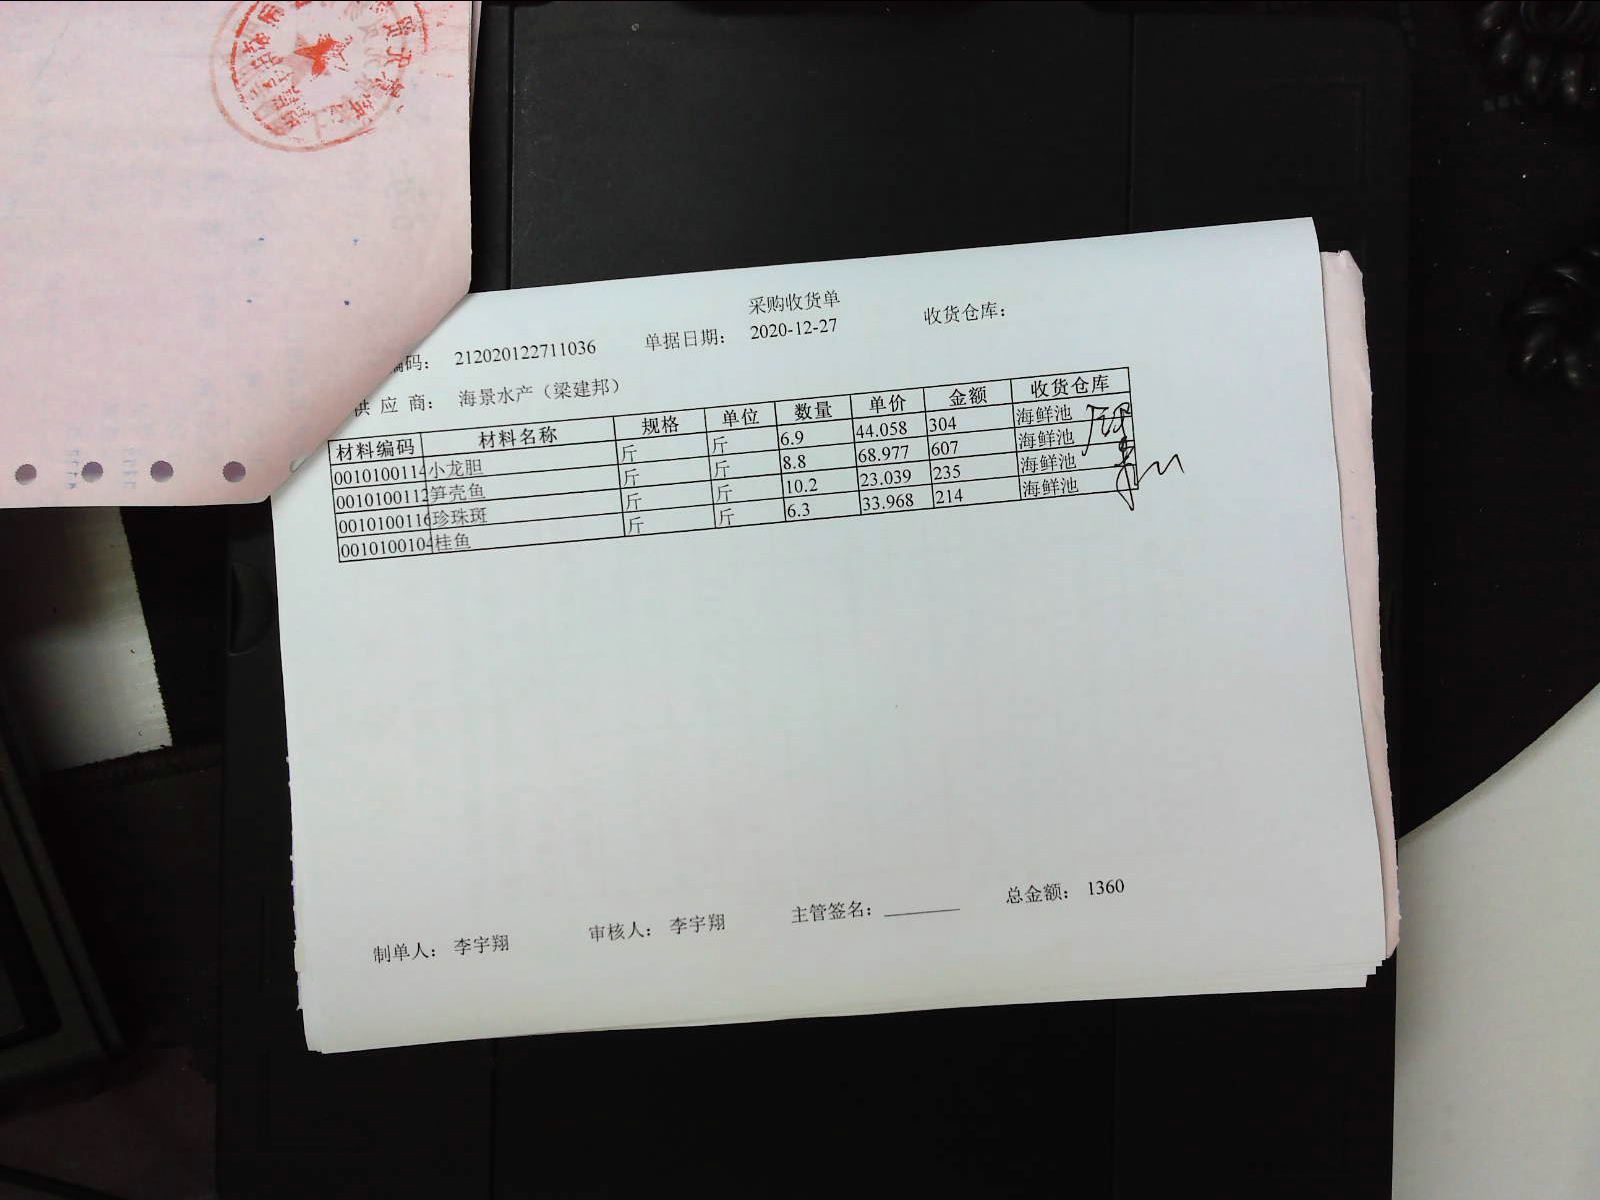 采购收货单
编码: 212020122711036 单据日期: 2020-12-27 收货仓库:
供应商: 海景水产（梁建邦）
材料编码 材料名称 规格 单位 数量 单价 金额 收货仓库
0010100114 小龙胆 斤 斤 6.9 44.058 304 海鲜池
0010100112 笋壳鱼 斤 斤 8.8 68.977 607 海鲜池
0010100116 珍珠斑 斤 斤 10.2 23.039 235 海鲜池
0010100104 桂鱼 斤 斤 6.3 33.968 214 海鲜池
制单人: 李宇翔 审核人: 李宇翔 主管签名: 总金额: 1360